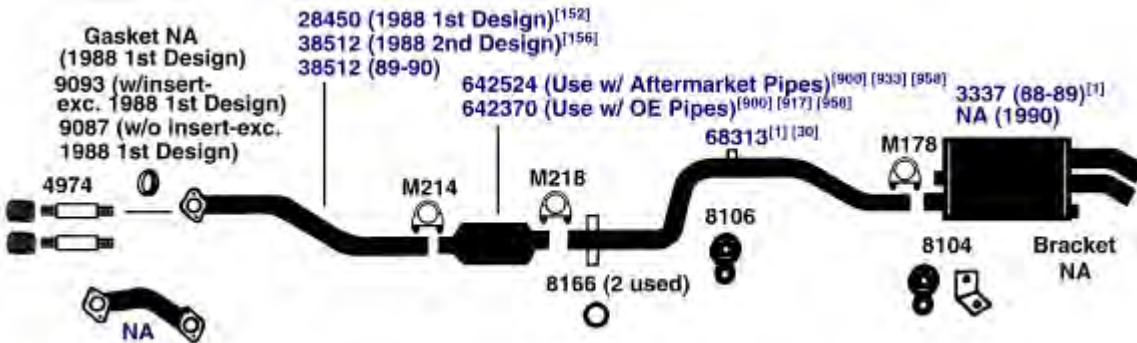 Gasket NA
(1988 1st Design)
9093 (w/insert-
exc. 1988 1st Design)
9087 (w/o insert-exc.
1988 1st Design)
28450 (1988 1st Design)[152]
38512 (1988 2nd Design)[156]
38512 (89-90)
642524 (Use w/ Aftermarket Pipes)[900] [933] [958]
642370 (Use w/ OE Pipes)[900] [917] [958]
68313[1] [30]
3337 (88-89)[1]
NA (1990)
4974
M214
M218
M178
8106
8166 (2 used)
8104
Bracket
NA
NA